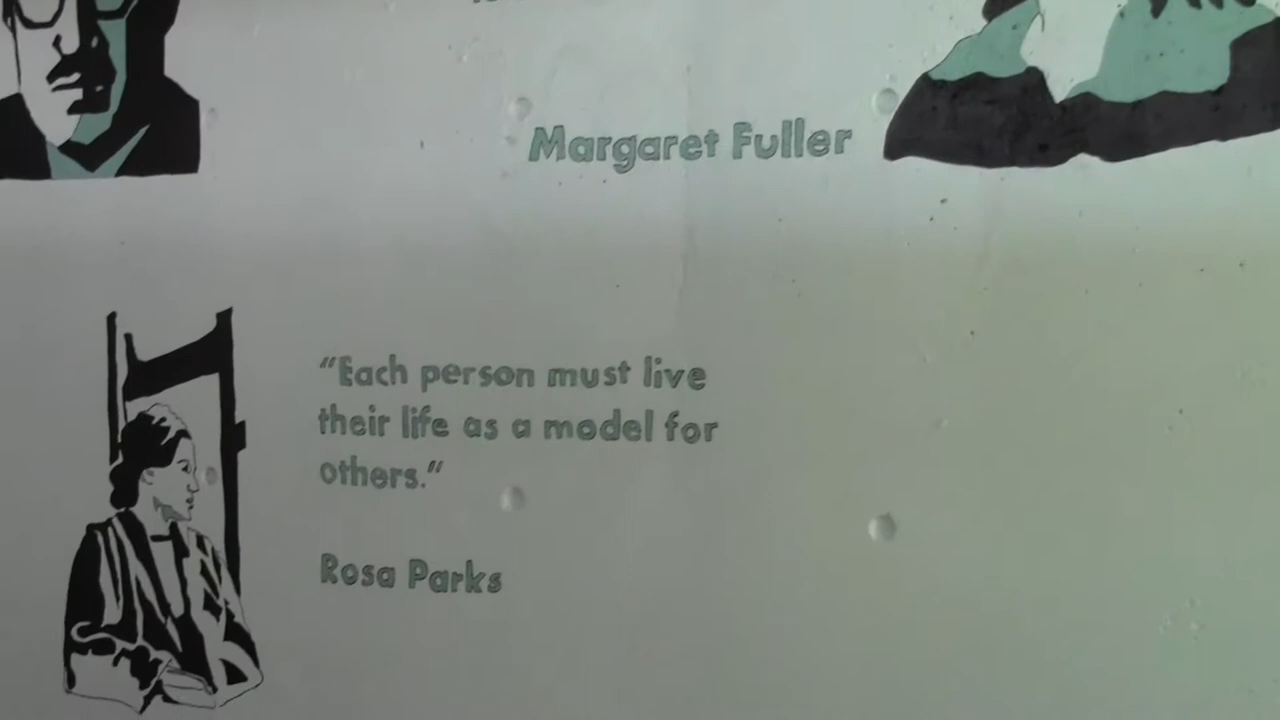 Margaret Fuller
“Each person must live
their life as a model for
others.”
Rosa Parks